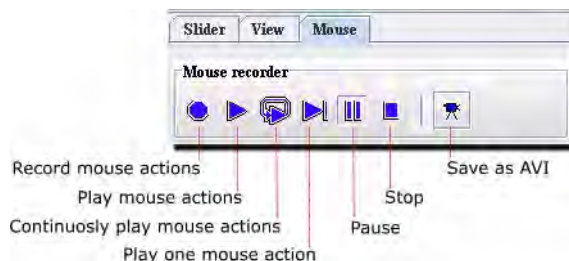 Slider View Mouse
Mouse recorder
Record mouse actions
Save as AVI
Play mouse actions
Stop
Continuosly play mouse actions
Pause
Play one mouse action